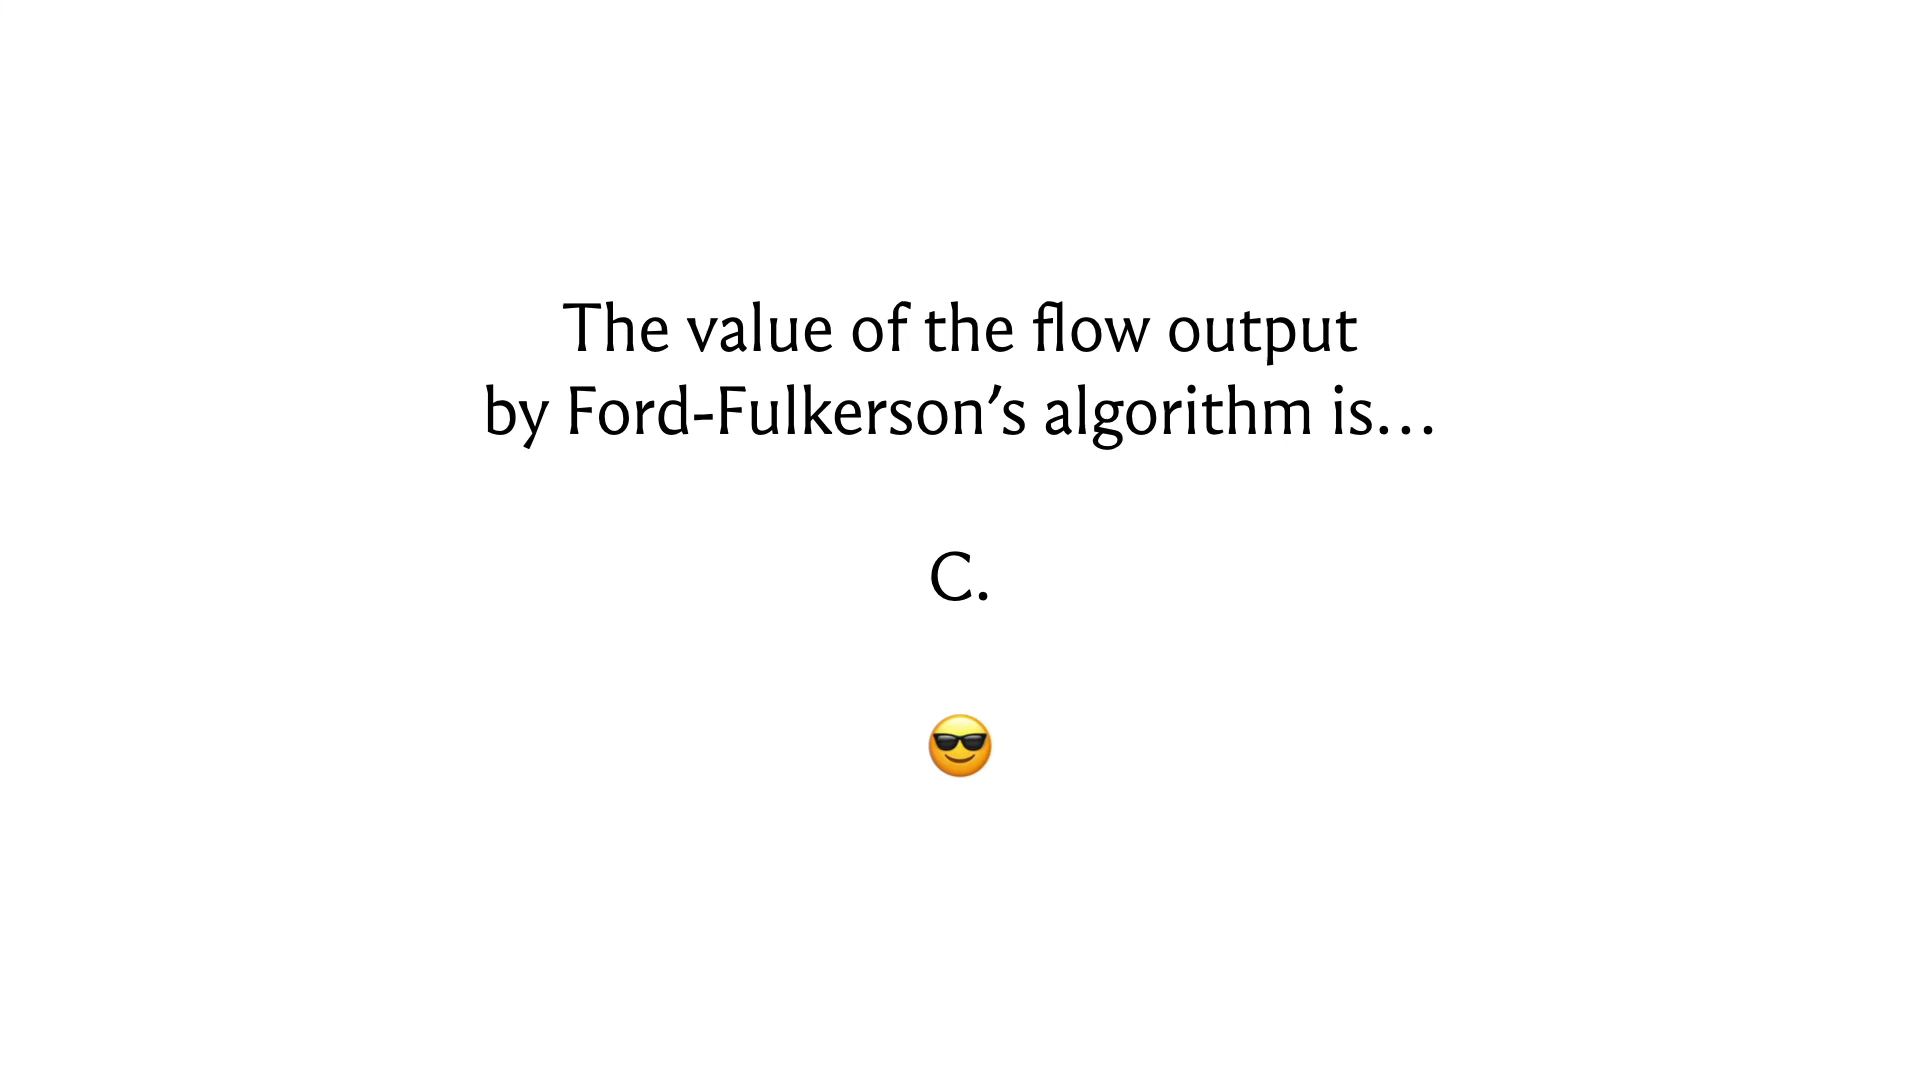 The value of the flow output
by Ford-Fulkerson’s algorithm is…
C.
😎